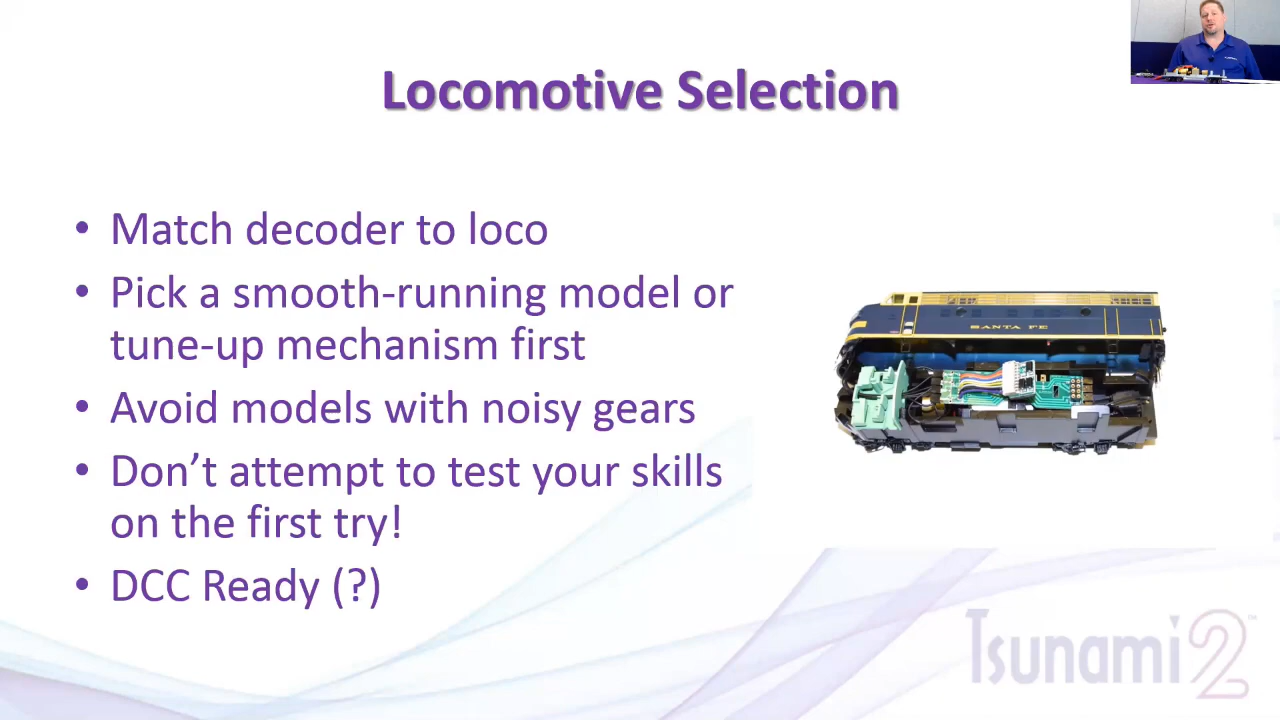 Locomotive Selection
• Match decoder to loco
• Pick a smooth-running model or
tune-up mechanism first
• Avoid models with noisy gears
• Don’t attempt to test your skills
on the first try!
• DCC Ready (?)
SANTA FE
Tsunami2™